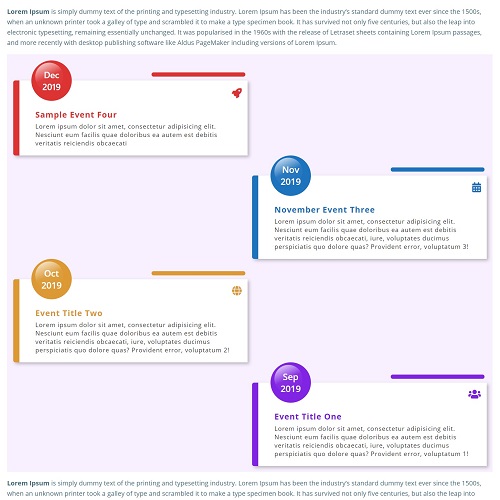 Lorem Ipsum is simply dummy text of the printing and typesetting industry. Lorem Ipsum has been the industry's standard dummy text ever since the 1500s,
when an unknown printer took a galley of type and scrambled it to make a type specimen book. It has survived not only five centuries, but also the leap into
electronic typesetting, remaining essentially unchanged. It was popularised in the 1960s with the release of Letraset sheets containing Lorem Ipsum passages,
and more recently with desktop publishing software like Aldus PageMaker including versions of Lorem Ipsum.
Dec
2019
Sample Event Four
Lorem ipsum dolor sit amet, consectetur adipisicing elit.
Nesciunt eum facilis quae doloribus ea autem est debitis
veritatis reiciendis obcaecati
Nov
2019
November Event Three
Lorem ipsum dolor sit amet, consectetur adipisicing elit.
Nesciunt eum facilis quae doloribus ea autem est debitis
veritatis reiciendis obcaecati, iure, voluptates ducimus
perspiciatis quo dolore quas? Provident error, voluptatum 3!
Oct
2019
Event Title Two
Lorem ipsum dolor sit amet, consectetur adipisicing elit.
Nesciunt eum facilis quae doloribus ea autem est debitis
veritatis reiciendis obcaecati, iure, voluptates ducimus
perspiciatis quo dolore quas? Provident error, voluptatum 2!
Sep
2019
Event Title One
Lorem ipsum dolor sit amet, consectetur adipisicing elit.
Nesciunt eum facilis quae doloribus ea autem est debitis
veritatis reiciendis obcaecati, iure, voluptates ducimus
perspiciatis quo dolore quas? Provident error, voluptatum 1!
Lorem Ipsum is simply dummy text of the printing and typesetting industry. Lorem Ipsum has been the industry's standard dummy text ever since the 1500s,
when an unknown printer took a galley of type and scrambled it to make a type specimen book. It has survived not only five centuries, but also the leap into